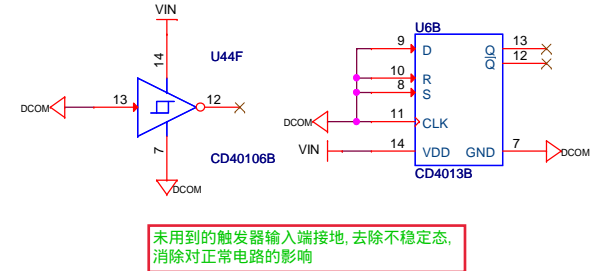 VIN
U44F
14
DCOM
13
12
7
CD40106B
DCOM
U6B
9
D
Q
13
Q
12
10
R
8
S
DCOM
11
CLK
VIN
14
VDD
GND
7
DCOM
CD4013B
未用到的触发器输入端接地, 去除不稳定态,
消除对正常电路的影响